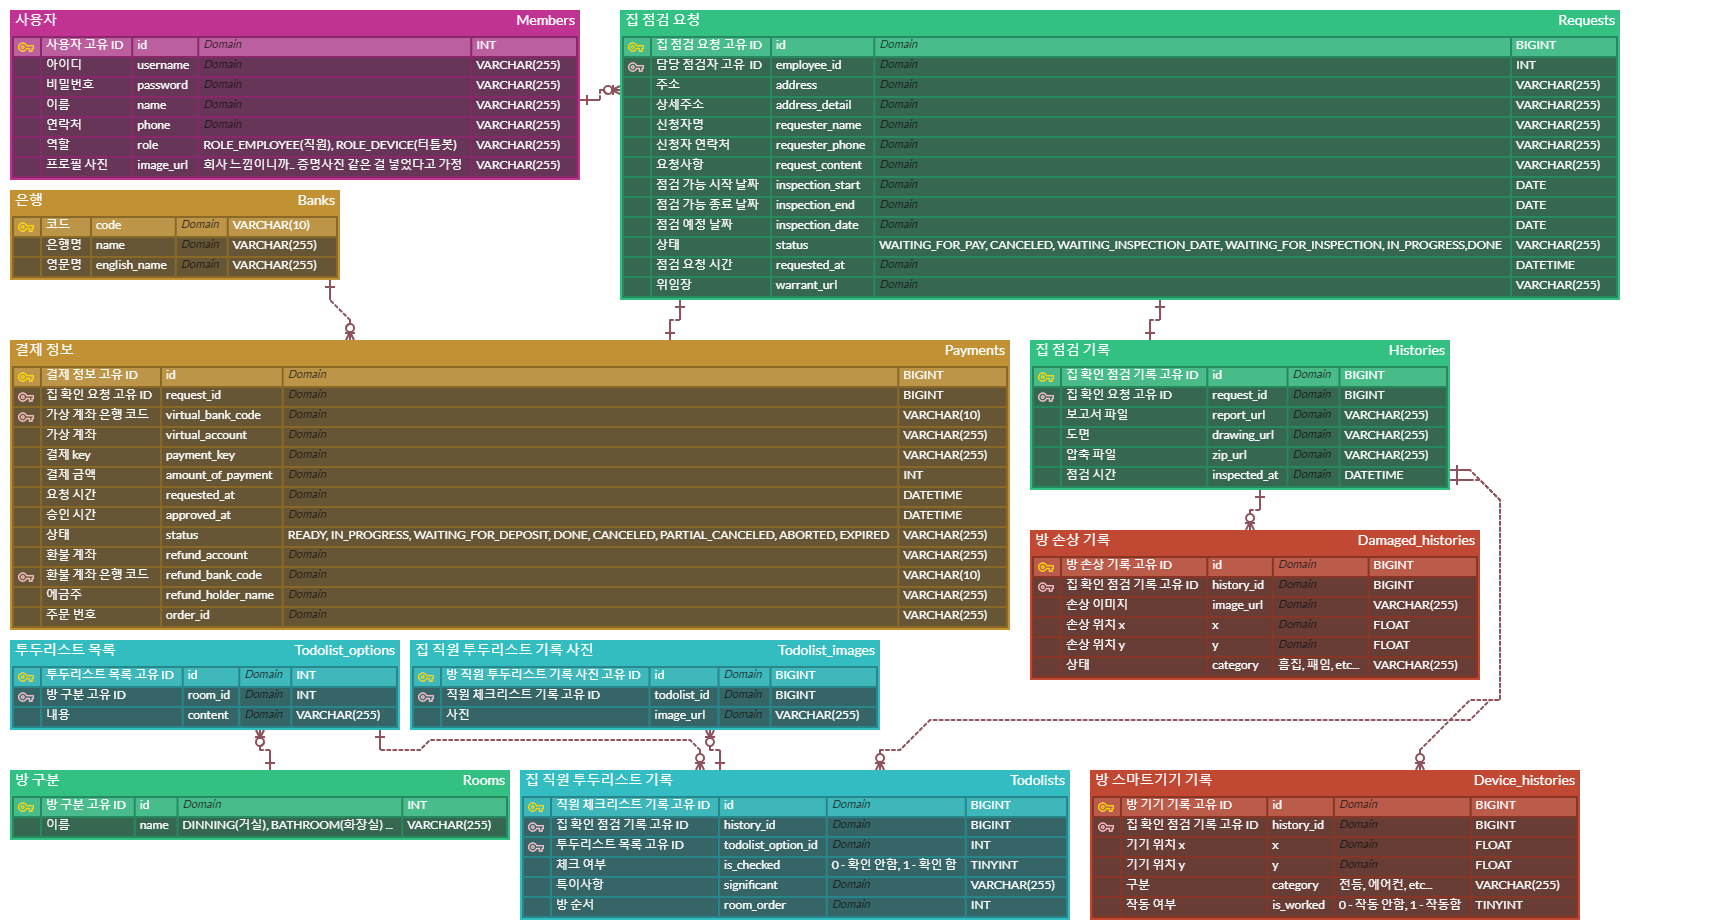 사용자 Members
사용자 고유 ID id Domain INT
아이디 username Domain VARCHAR(255)
비밀번호 password Domain VARCHAR(255)
이름 name Domain VARCHAR(255)
연락처 phone Domain VARCHAR(255)
역할 role ROLE_EMPLOYEE(직원), ROLE_DEVICE(터틀봇) VARCHAR(255)
프로필 사진 image_url 회사 느낌이니까.. 증명사진 같은 걸 넣었다고 가정 VARCHAR(255)
집 점검 요청 Requests
집 점검 요청 고유 ID id Domain BIGINT
담당 점검자 고유 ID employee_id Domain INT
주소 address Domain VARCHAR(255)
상세주소 address_detail Domain VARCHAR(255)
신청자명 requester_name Domain VARCHAR(255)
신청자 연락처 requester_phone Domain VARCHAR(255)
요청사항 request_content Domain VARCHAR(255)
점검 가능 시작 날짜 inspection_start Domain DATE
점검 가능 종료 날짜 inspection_end Domain DATE
점검 예정 날짜 inspection_date Domain DATE
상태 status WAITING_FOR_PAY, CANCELED, WAITING_INSPECTION_DATE, WAITING_FOR_INSPECTION, IN_PROGRESS,DONE VARCHAR(255)
점검 요청 시간 requested_at Domain DATETIME
위임장 warrant_url Domain VARCHAR(255)
은행 Banks
코드 code Domain VARCHAR(10)
은행명 name Domain VARCHAR(255)
영문명 english_name Domain VARCHAR(255)
결제 정보 Payments
결제 정보 고유 ID id Domain BIGINT
집 확인 요청 고유 ID request_id Domain BIGINT
가상 계좌 은행 코드 virtual_bank_code Domain VARCHAR(10)
가상 계좌 virtual_account Domain VARCHAR(255)
결제 key payment_key Domain VARCHAR(255)
결제 금액 amount_of_payment Domain INT
요청 시간 requested_at Domain DATETIME
승인 시간 approved_at Domain DATETIME
상태 status READY, IN_PROGRESS, WAITING_FOR_DEPOSIT, DONE, CANCELED, PARTIAL_CANCELED, ABORTED, EXPIRED VARCHAR(255)
환불 계좌 refund_account Domain VARCHAR(255)
환불 계좌 은행 코드 refund_bank_code Domain VARCHAR(10)
예금주 refund_holder_name Domain VARCHAR(255)
주문 번호 order_id Domain VARCHAR(255)
집 점검 기록 Histories
집 확인 점검 기록 고유 ID id Domain BIGINT
집 확인 요청 고유 ID request_id Domain BIGINT
보고서 파일 report_url Domain VARCHAR(255)
도면 drawing_url Domain VARCHAR(255)
압축 파일 zip_url Domain VARCHAR(255)
점검 시간 inspected_at Domain DATETIME
방 손상 기록 Damaged_histories
방 손상 기록 고유 ID id Domain BIGINT
집 확인 점검 기록 고유 ID history_id Domain BIGINT
손상 이미지 image_url Domain VARCHAR(255)
손상 위치 x x Domain FLOAT
손상 위치 y y Domain FLOAT
상태 category 흠집, 패임, etc... VARCHAR(255)
투두리스트 목록 Todolist_options
투두리스트 목록 고유 ID id Domain INT
방 구분 고유 ID room_id Domain INT
내용 content Domain VARCHAR(255)
집 직원 투두리스트 기록 사진 Todolist_images
방 직원 투두리스트 기록 사진 고유 ID id Domain BIGINT
직원 체크리스트 기록 고유 ID todolist_id Domain BIGINT
사진 image_url Domain VARCHAR(255)
방 구분 Rooms
방 구분 고유 ID id Domain INT
이름 name DINNING(거실), BATHROOM(화장실) ... VARCHAR(255)
집 직원 투두리스트 기록 Todolists
직원 체크리스트 기록 고유 ID id Domain BIGINT
집 확인 점검 기록 고유 ID history_id Domain BIGINT
투두리스트 목록 고유 ID todolist_option_id Domain INT
체크 여부 is_checked 0 - 확인 안함, 1 - 확인 함 TINYINT
특이사항 significant Domain VARCHAR(255)
방 순서 room_order Domain INT
방 스마트기기 기록 Device_histories
방 기기 기록 고유 ID id Domain BIGINT
집 확인 점검 기록 고유 ID history_id Domain BIGINT
기기 위치 x x Domain FLOAT
기기 위치 y y Domain FLOAT
구분 category 전등, 에어컨, etc... VARCHAR(255)
작동 여부 is_worked 0 - 작동 안함, 1 - 작동함 TINYINT